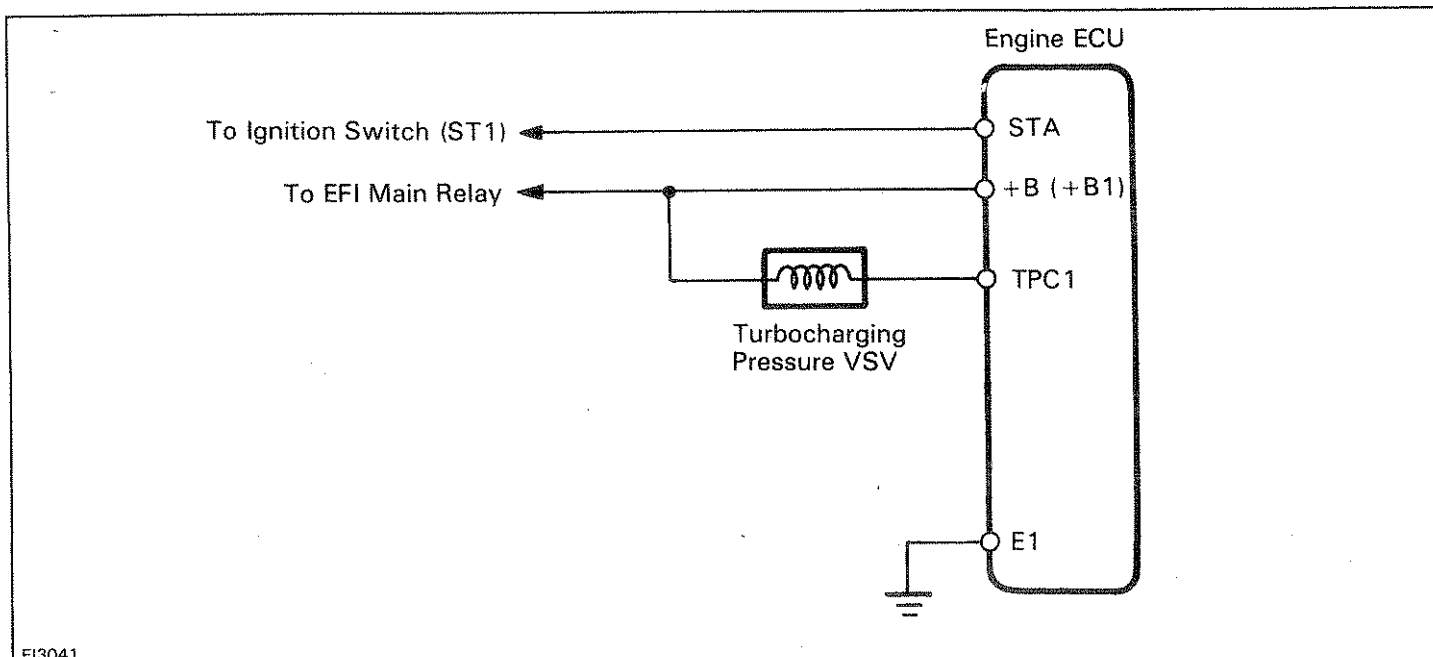 Engine ECU
To Ignition Switch (ST1)
STA
To EFI Main Relay
+B (+B1)
TPC1
Turbocharging
Pressure VSV
E1
FI3041